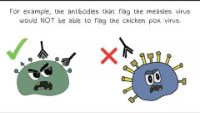 For example, the antibodies that flag the measles virus
would NOT be able to flag the chicken pox virus.